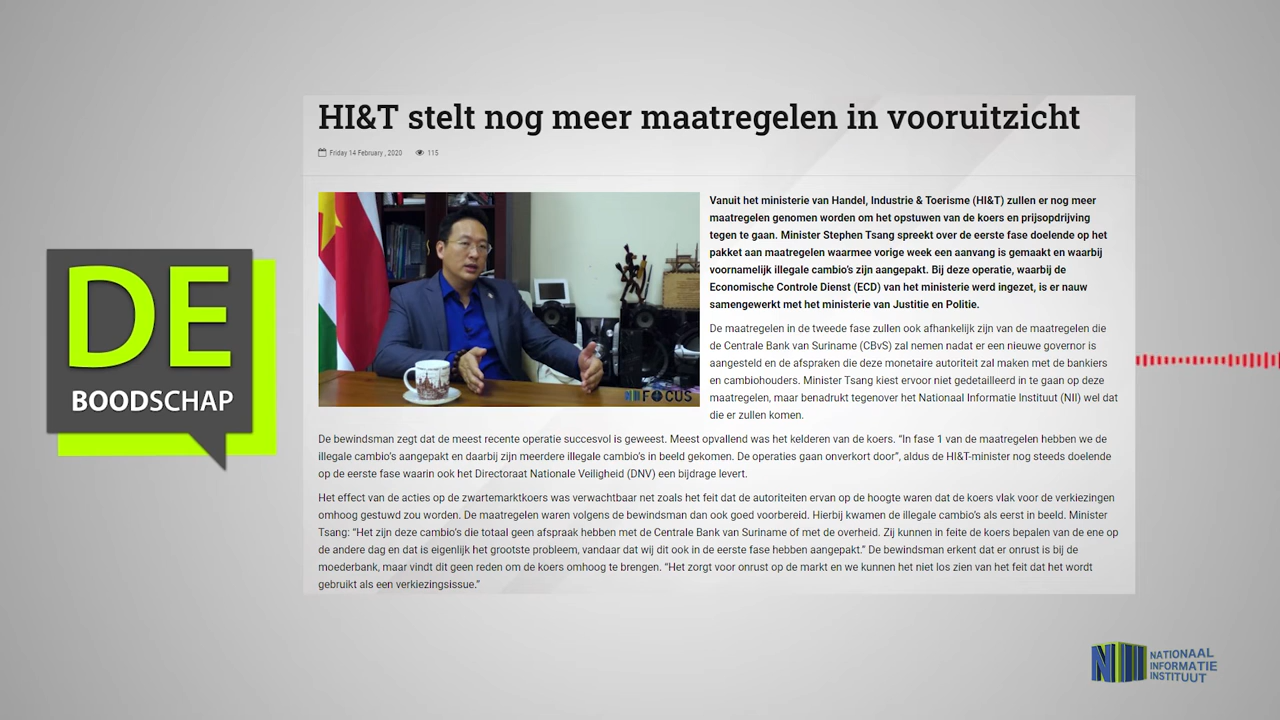 HI&T stelt nog meer maatregelen in vooruitzicht
Friday 14 February , 2020 115
Vanuit het ministerie van Handel, Industrie & Toerisme (HI&T) zullen er nog meer
maatregelen genomen worden om het opstuwen van de koers en prijsopdrijving
tegen te gaan. Minister Stephen Tsang spreekt over de eerste fase doelende op het
pakket aan maatregelen waarmee vorige week een aanvang is gemaakt en waarbij
voornamelijk illegale cambio's zijn aangepakt. Bij deze operatie, waarbij de
Economische Controle Dienst (ECD) van het ministerie werd ingezet, is er nauw
samengewerkt met het ministerie van Justitie en Politie.
De maatregelen in de tweede fase zullen ook afhankelijk zijn van de maatregelen die
de Centrale Bank van Suriname (CBvS) zal nemen nadat er een nieuwe governor is
aangesteld en de afspraken die deze monetaire autoriteit zal maken met de bankiers
en cambiohouders. Minister Tsang kiest ervoor niet gedetailleerd in te gaan op deze
maatregelen, maar benadrukt tegenover het Nationaal Informatie Instituut (NII) wel dat
die er zullen komen.
NII FOCUS
De bewindsman zegt dat de meest recente operatie succesvol is geweest. Meest opvallend was het kelderen van de koers. “In fase 1 van de maatregelen hebben we de
illegale cambio's aangepakt en daarbij zijn meerdere illegale cambio's in beeld gekomen. De operaties gaan onverkort door”, aldus de HI&T-minister nog steeds doelende
op de eerste fase waarin ook het Directoraat Nationale Veiligheid (DNV) een bijdrage levert.
Het effect van de acties op de zwartemarktkoers was verwachtbaar net zoals het feit dat de autoriteiten ervan op de hoogte waren dat de koers vlak voor de verkiezingen
omhoog gestuwd zou worden. De maatregelen waren volgens de bewindsman dan ook goed voorbereid. Hierbij kwamen de illegale cambio's als eerst in beeld. Minister
Tsang: “Het zijn deze cambio's die totaal geen afspraak hebben met de Centrale Bank van Suriname of met de overheid. Zij kunnen in feite de koers bepalen van de ene op
de andere dag en dat is eigenlijk het grootste probleem, vandaar dat wij dit ook in de eerste fase hebben aangepakt.” De bewindsman erkent dat er onrust is bij de
moederbank, maar vindt dit geen reden om de koers omhoog te brengen. “Het zorgt voor onrust op de markt en we kunnen het niet los zien van het feit dat het wordt
gebruikt als een verkiezingsissue.”
DE
BOODSCHAP
NII
NATIONAAL
INFORMATIE
INSTITUUT